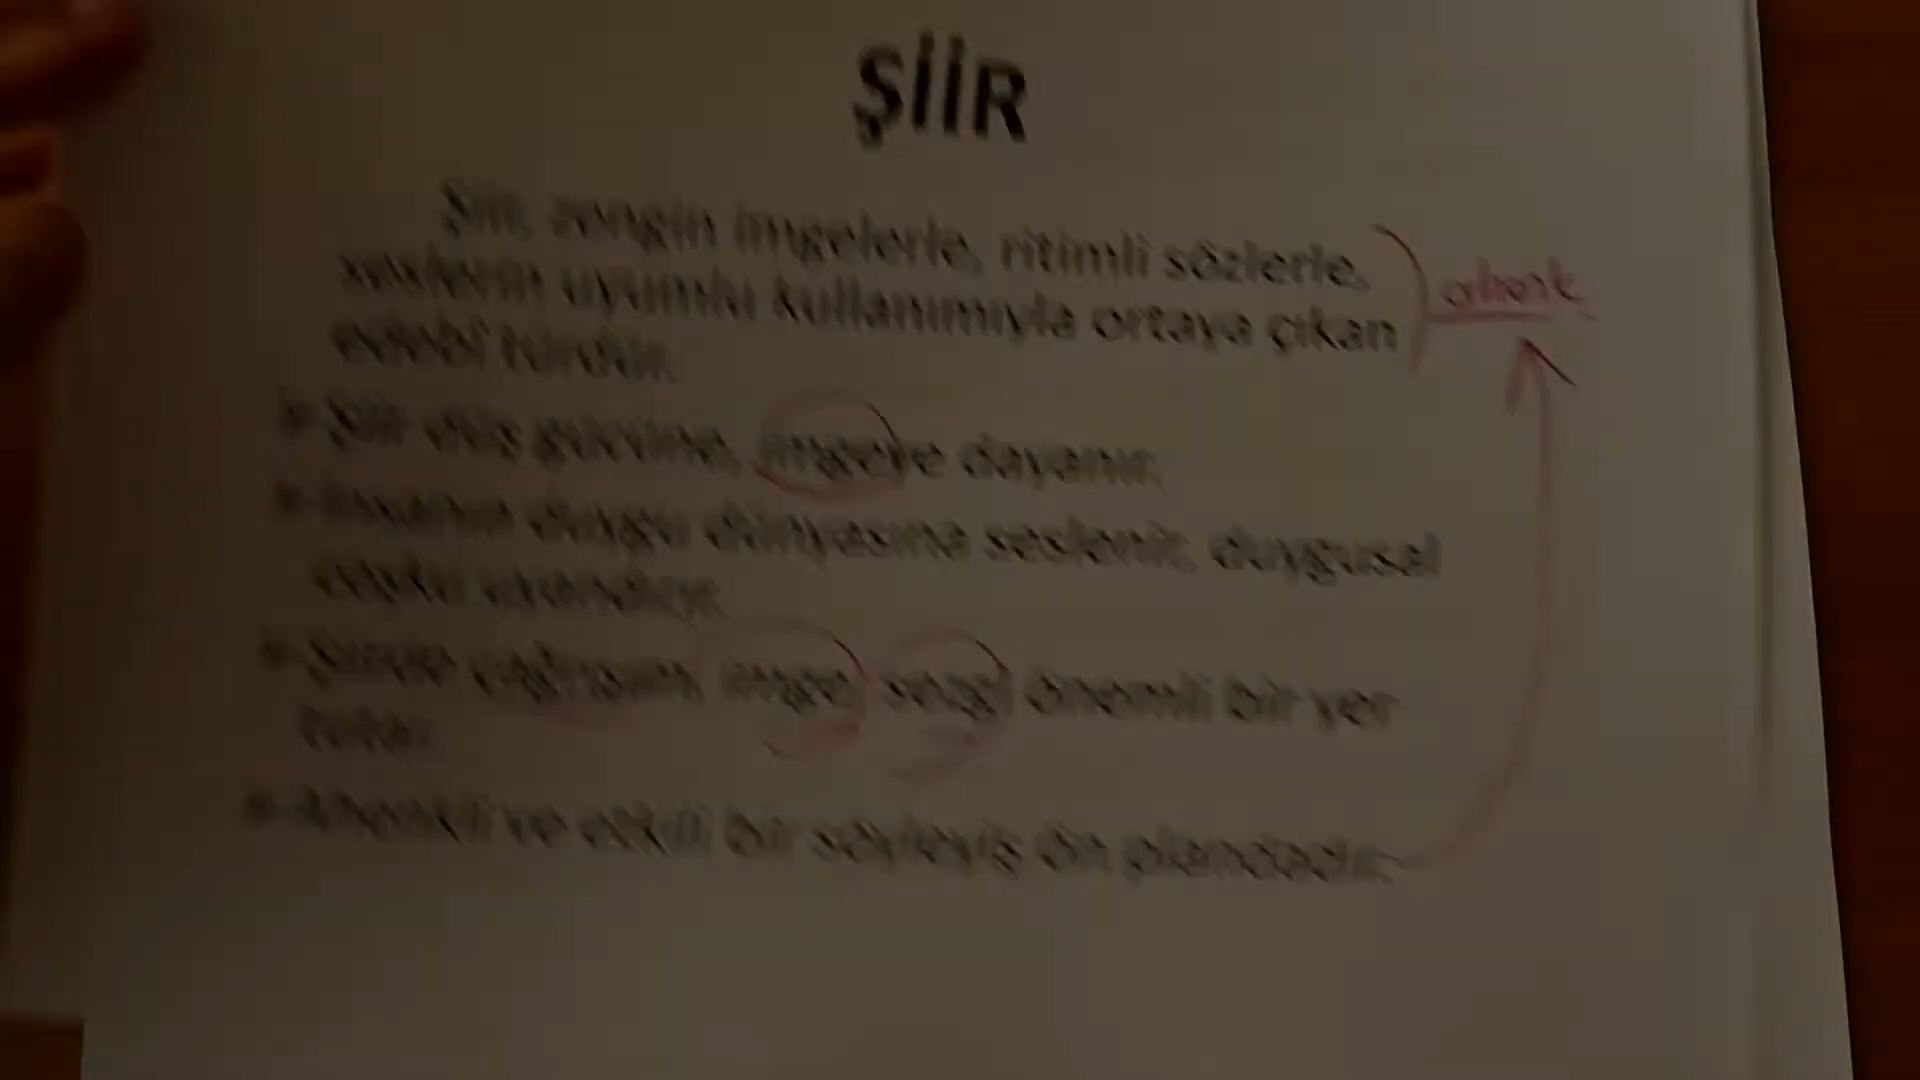 ŞİİR
Şiir, zengin imgelerle, ritimli sözlerle,
seslerin uyumlu kullanımıyla ortaya çıkan
edebî türdür.
ahenk
Şiir düş gücüne, imgeye dayanır.
İnsanın duygu dünyasına seslenir, duygusal
coşku uyandırır.
Şiirde çağrışım, imge, sezgi önemli bir yer
tutar.
Ahenkli ve etkili bir söyleyiş ön plandadır.